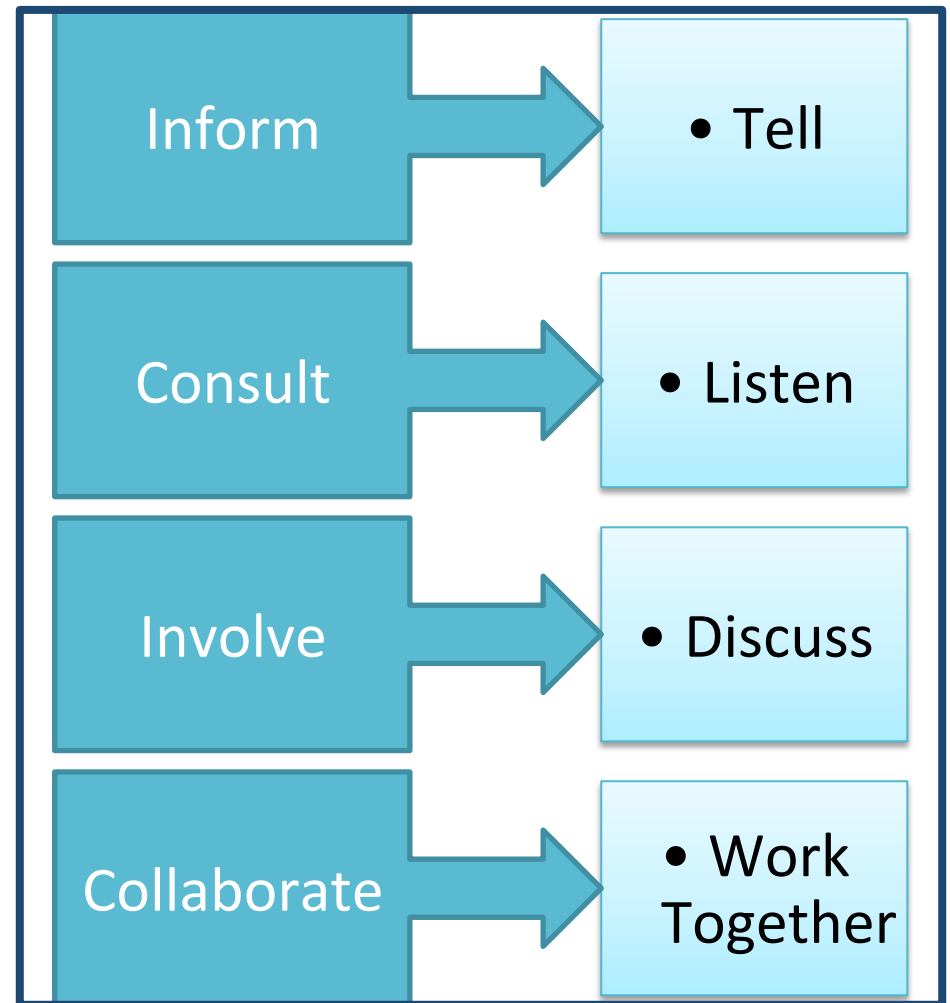 Inform
• Tell
Consult
• Listen
Involve
• Discuss
Collaborate
• Work
Together